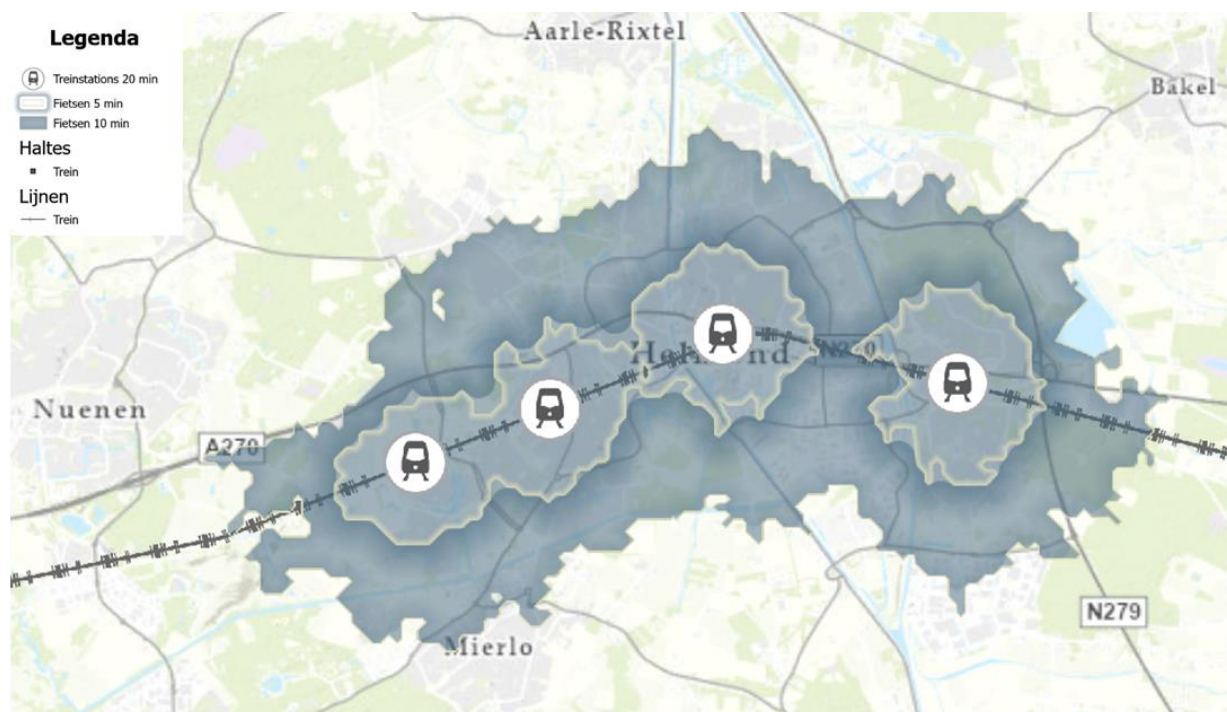 Legenda
Treinstations 20 min
Fietsen 5 min
Fietsen 10 min
Haltes
Trein
Lijnen
Trein
Aarle-Rixtel
Bakel
Nuenen
A270
Mierlo
N279